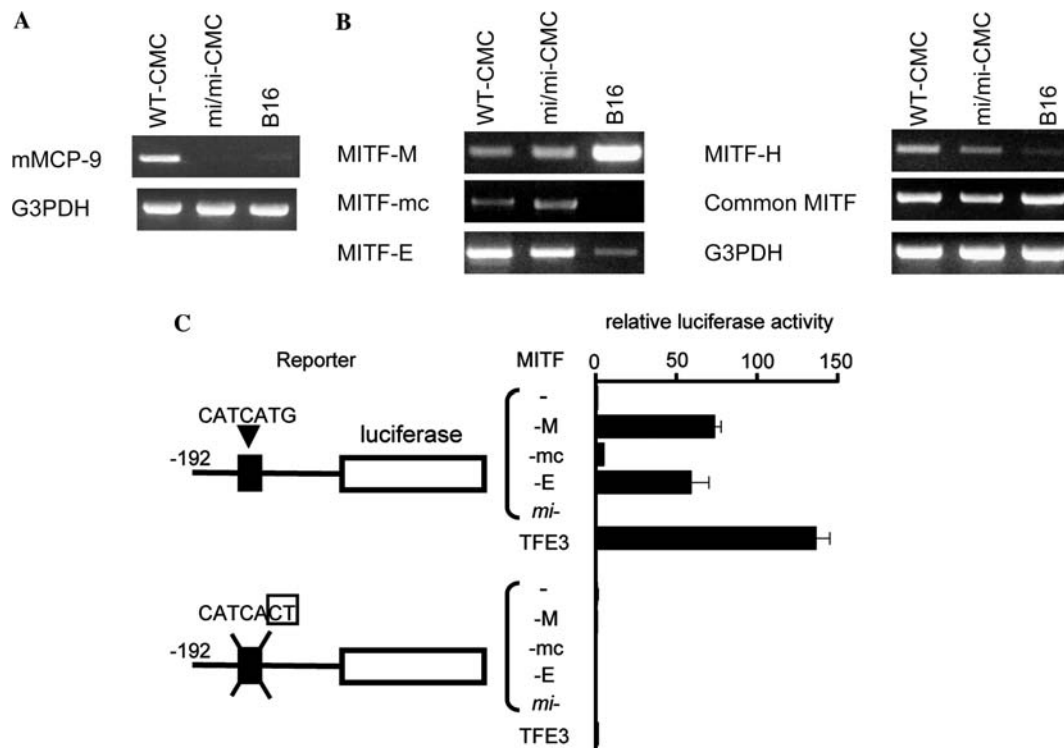 A
WT-CMC
mi/mi-CMC
B16
mMCP-9
G3PDH
B
WT-CMC
mi/mi-CMC
B16
MITF-M
MITF-mc
MITF-E
WT-CMC
mi/mi-CMC
B16
MITF-H
Common MITF
G3PDH
C
relative luciferase activity
Reporter
MITF
0
50
100
150
CATCATG
-192
luciferase
-
-M
-mc
-E
mi-
TFE3
CATCACT
-192
-
-M
-mc
-E
mi-
TFE3